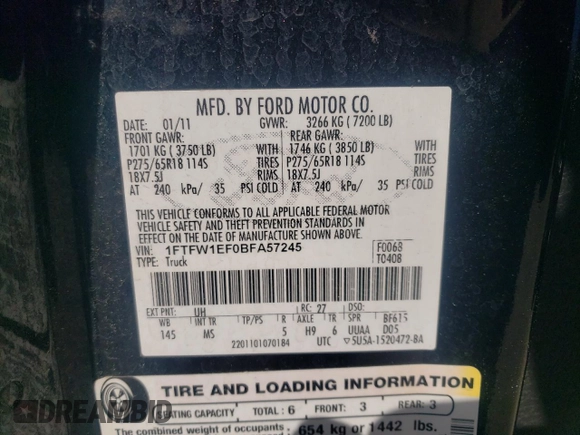 MFD. BY FORD MOTOR CO.
DATE: 01/11 GVWR: 3266 KG ( 7200 LB)
FRONT GAWR: REAR GAWR:
1701 KG ( 3750 LB) WITH 1746 KG ( 3850 LB) WITH
P275/65R18 114S TIRES P275/65R18 114S TIRES
18X7.5J RIMS 18X7.5J RIMS
AT 240 kPa/ 35 PSI COLD AT 240 kPa/ 35 PSI COLD
THIS VEHICLE CONFORMS TO ALL APPLICABLE FEDERAL MOTOR
VEHICLE SAFETY AND THEFT PREVENTION STANDARDS IN
EFFECT ON THE DATE OF MANUFACTURE SHOWN ABOVE.
VIN: 1FTFW1EF0BFA57245 F0068
TYPE: Truck T0408
EXT PNT: UH RC: 27 DSO:
WB INT TR TP/PS R AXLE TR SPR BF615
145 MS 5 H9 6 UUAA D05
2201101070184 UTC 5U5A-1520472-BA
TIRE AND LOADING INFORMATION
SEATING CAPACITY TOTAL: 6 FRONT: 3 REAR: 3
The combined weight of occupants 654 kg or 1442 lbs.
DREAMBID